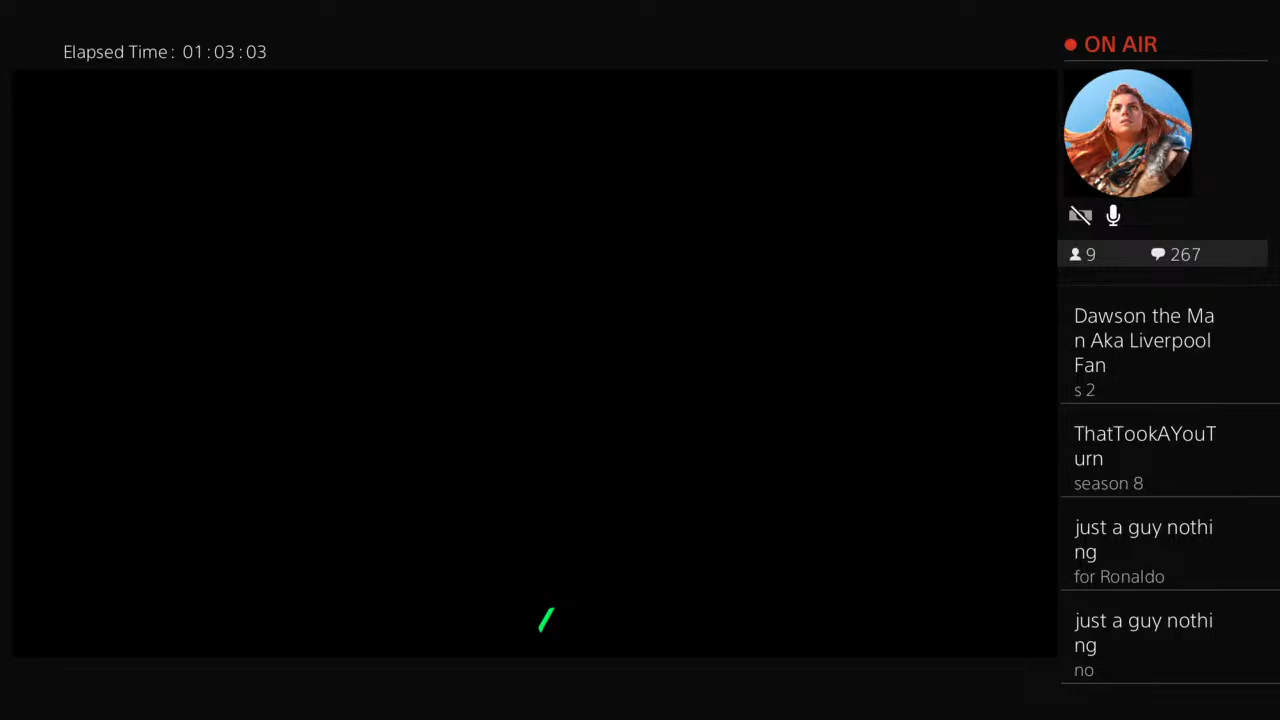 Elapsed Time: 01:03:03
ON AIR
9 267
Dawson the Ma
n Aka Liverpool
Fan
s 2
ThatTookAYouT
urn
season 8
just a guy nothi
ng
for Ronaldo
just a guy nothi
ng
no